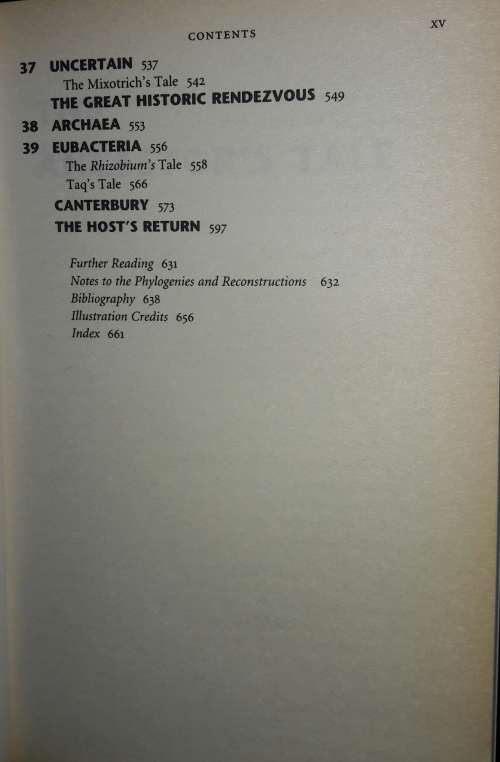 CONTENTS
XV
37 UNCERTAIN 537
The Mixotrich's Tale 542
THE GREAT HISTORIC RENDEZVOUS 549
38 ARCHAEA 553
39 EUBACTERIA 556
The Rhizobium's Tale 558
Taq's Tale 566
CANTERBURY 573
THE HOST'S RETURN 597
Further Reading 631
Notes to the Phylogenies and Reconstructions 632
Bibliography 638
Illustration Credits 656
Index 661